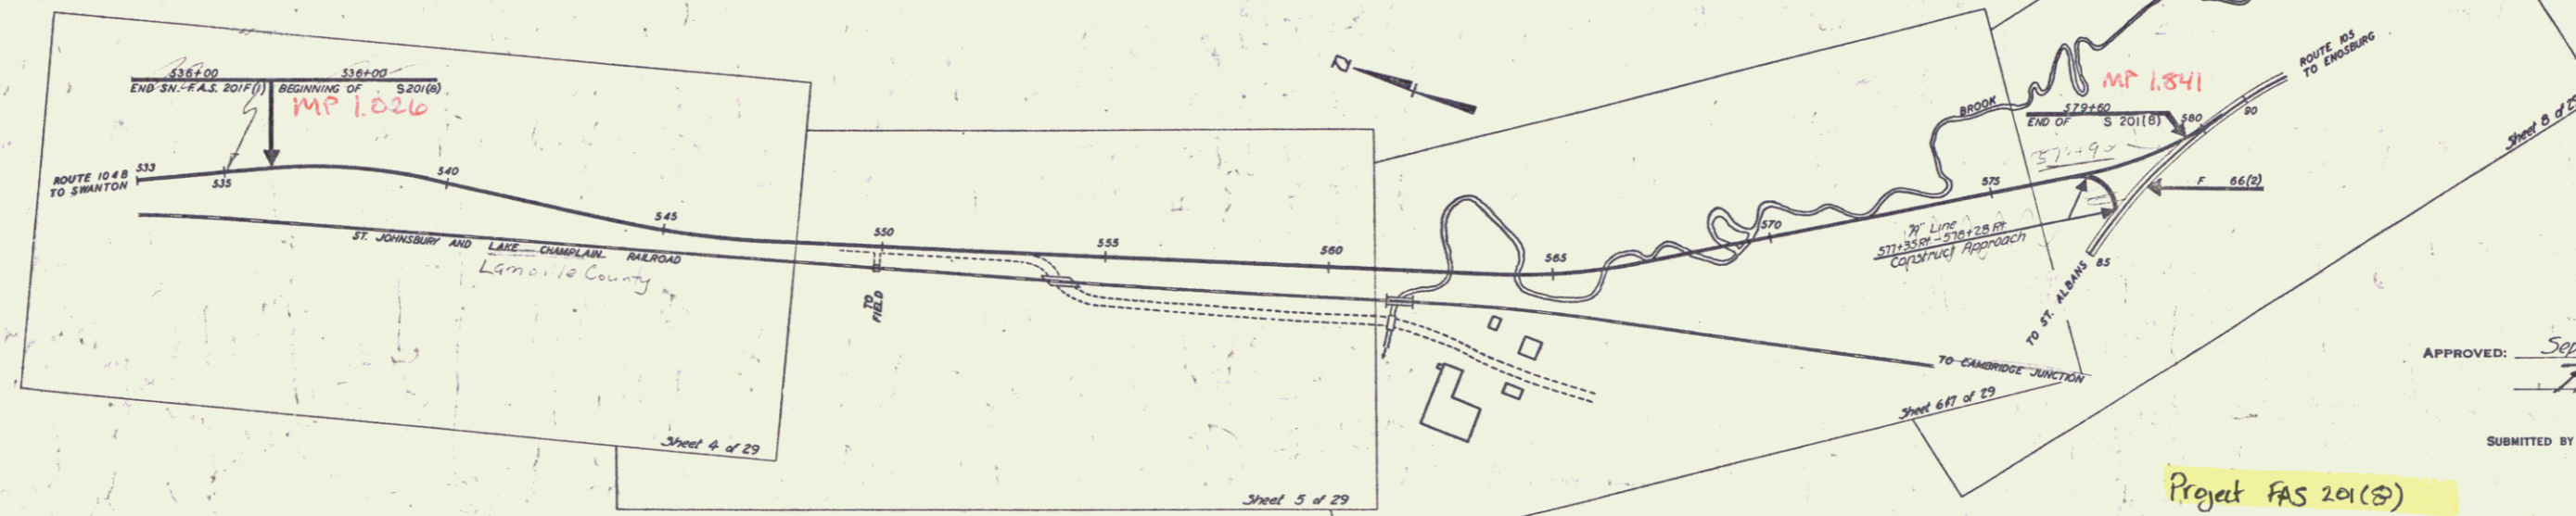 536+00 536+00
END SN. F.A.S. 201F(1) BEGINNING OF S201(8)
MP 1.026
ROUTE 104B
TO SWANTON
533
535
540
545
ST. JOHNSBURY AND LAKE CHAMPLAIN RAILROAD
Lamoille County
Sheet 4 of 29
550
TO
FIELD
555
560
Sheet 5 of 29
565
570
575
BROOK
MP 1.841
579+60
END OF S 201(8)
580
90
ROUTE 105
TO ENOSBURG
F 66(2)
"A" Line
577+35 Rt - 578+28 Rt
Construct Approach
85
TO ST. ALBANS
TO CAMBRIDGE JUNCTION
Sheet 6&7 of 29
Sheet 8 of 29
APPROVED: Sep
SUBMITTED BY
Project FAS 201(8)